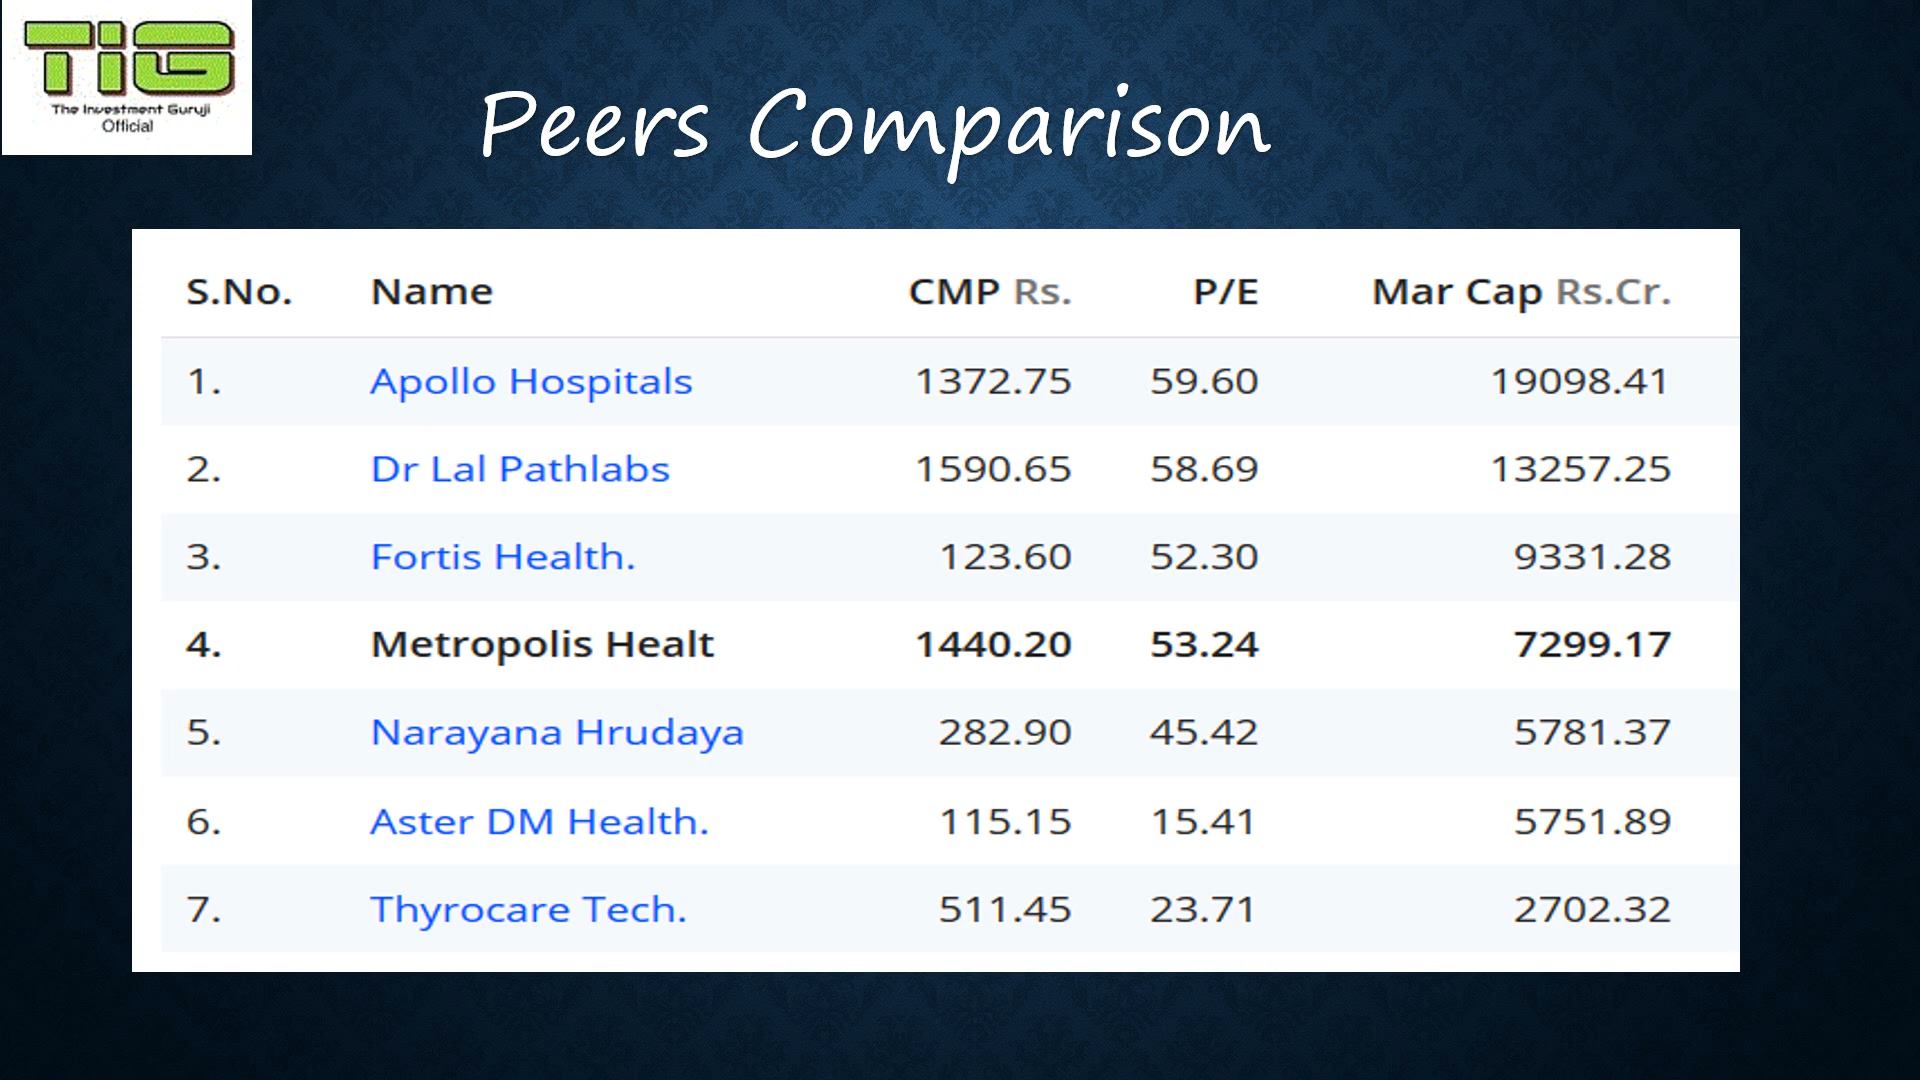 TiG
The Investment Guruji
Official
Peers Comparison
S.No. Name CMP Rs. P/E Mar Cap Rs.Cr.
1. Apollo Hospitals 1372.75 59.60 19098.41
2. Dr Lal Pathlabs 1590.65 58.69 13257.25
3. Fortis Health. 123.60 52.30 9331.28
4. Metropolis Healt 1440.20 53.24 7299.17
5. Narayana Hrudaya 282.90 45.42 5781.37
6. Aster DM Health. 115.15 15.41 5751.89
7. Thyrocare Tech. 511.45 23.71 2702.32